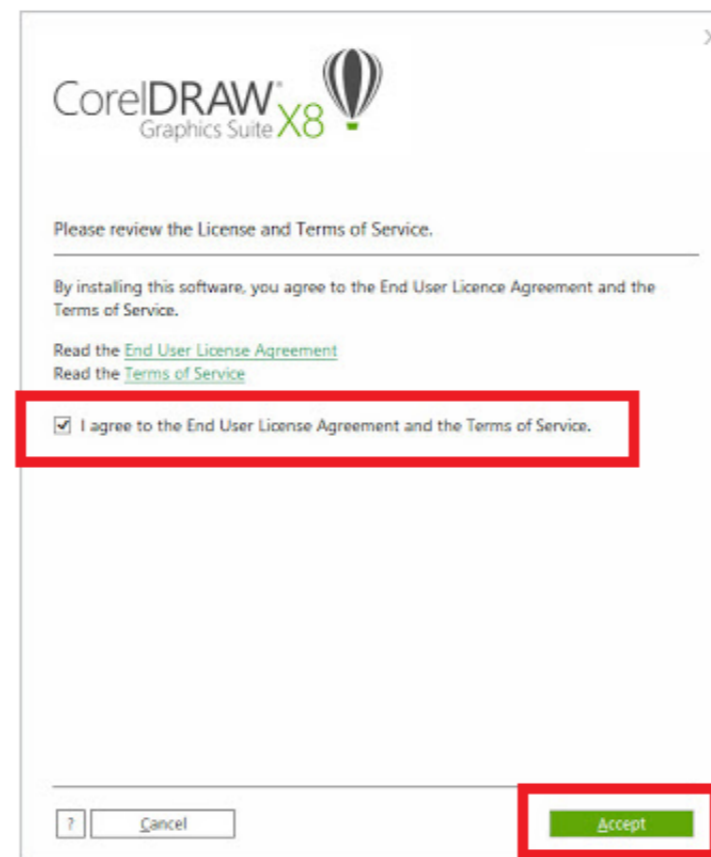 CorelDRAW®
Graphics Suite X8
Please review the License and Terms of Service.
By installing this software, you agree to the End User Licence Agreement and the
Terms of Service.
Read the End User License Agreement
Read the Terms of Service
I agree to the End User License Agreement and the Terms of Service.
?
Cancel
Accept